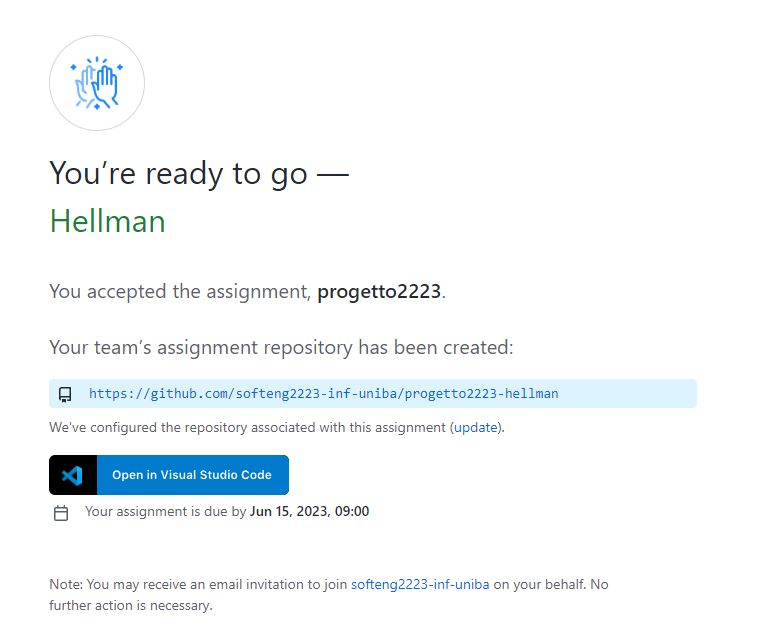 You're ready to go —
Hellman
You accepted the assignment, progetto2223.
Your team's assignment repository has been created:
https://github.com/softeng2223-inf-uniba/progetto2223-hellman
We've configured the repository associated with this assignment (update).
Open in Visual Studio Code
Your assignment is due by Jun 15, 2023, 09:00
Note: You may receive an email invitation to join softeng2223-inf-uniba on your behalf. No
further action is necessary.